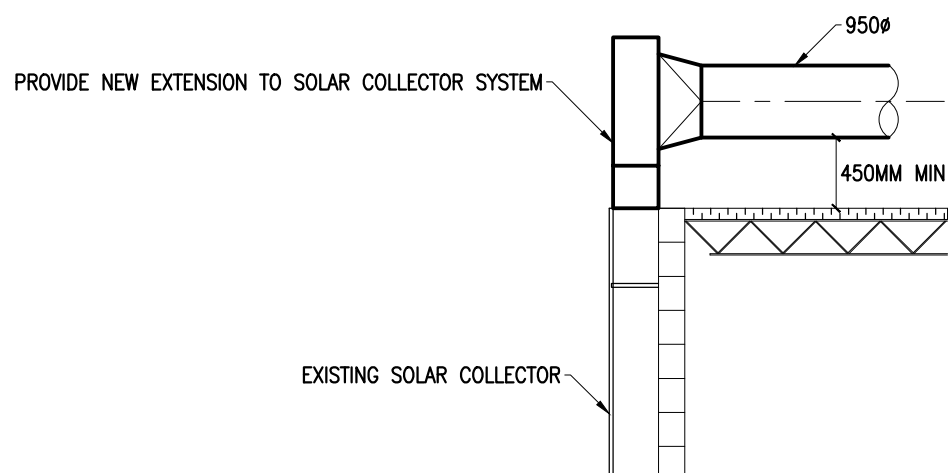 950ø
PROVIDE NEW EXTENSION TO SOLAR COLLECTOR SYSTEM
450MM MIN
EXISTING SOLAR COLLECTOR